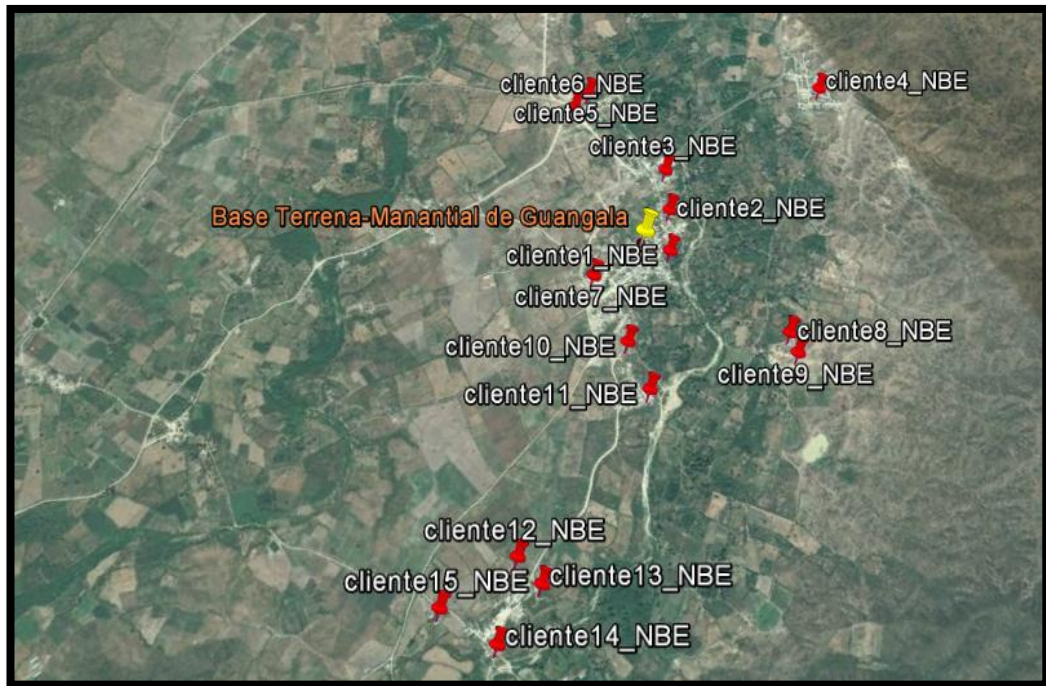 cliente6_NBE
cliente4_NBE
cliente5_NBE
cliente3_NBE
cliente2_NBE
Base Terrena-Manantial de Guangala
cliente1_NBE
cliente7_NBE
cliente8_NBE
cliente10_NBE
cliente9_NBE
cliente11_NBE
cliente12_NBE
cliente15_NBE
cliente13_NBE
cliente14_NBE